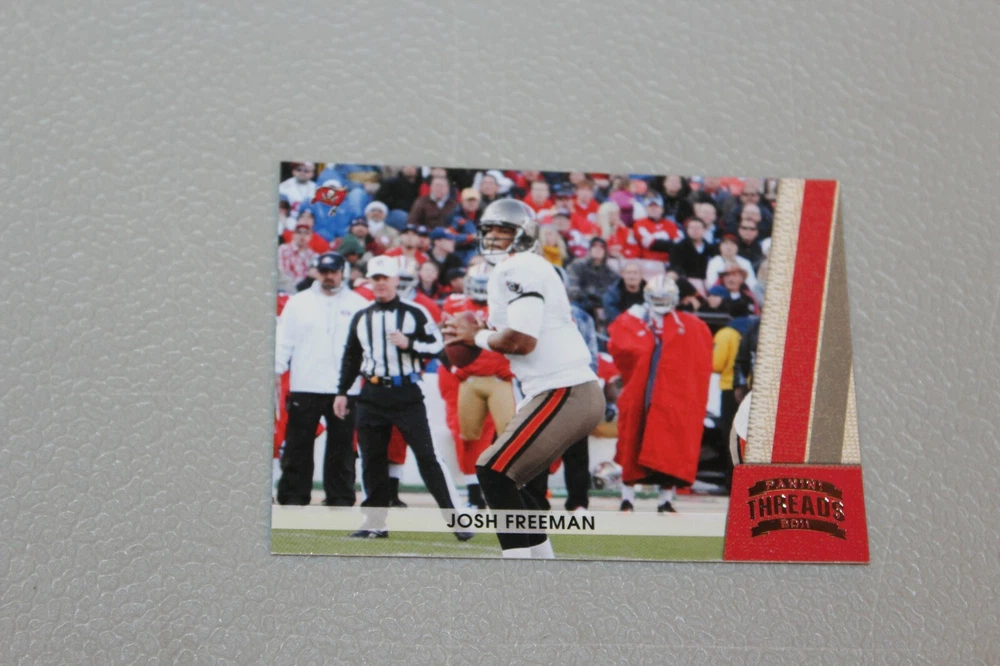 JOSH FREEMAN
PANINI
THREADS
2011